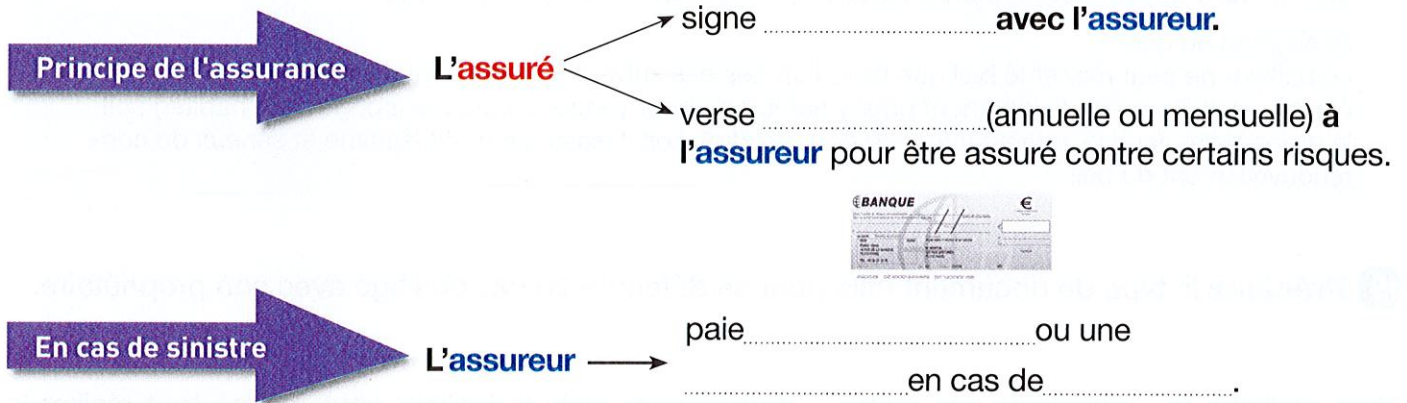 signe ..................... avec l'assureur.
Principe de l'assurance
L'assuré
verse ..................... (annuelle ou mensuelle) à
l'assureur pour être assuré contre certains risques.
BANQUE €
En cas de sinistre
L'assureur
paie ..................... ou une
..................... en cas de ..................... .